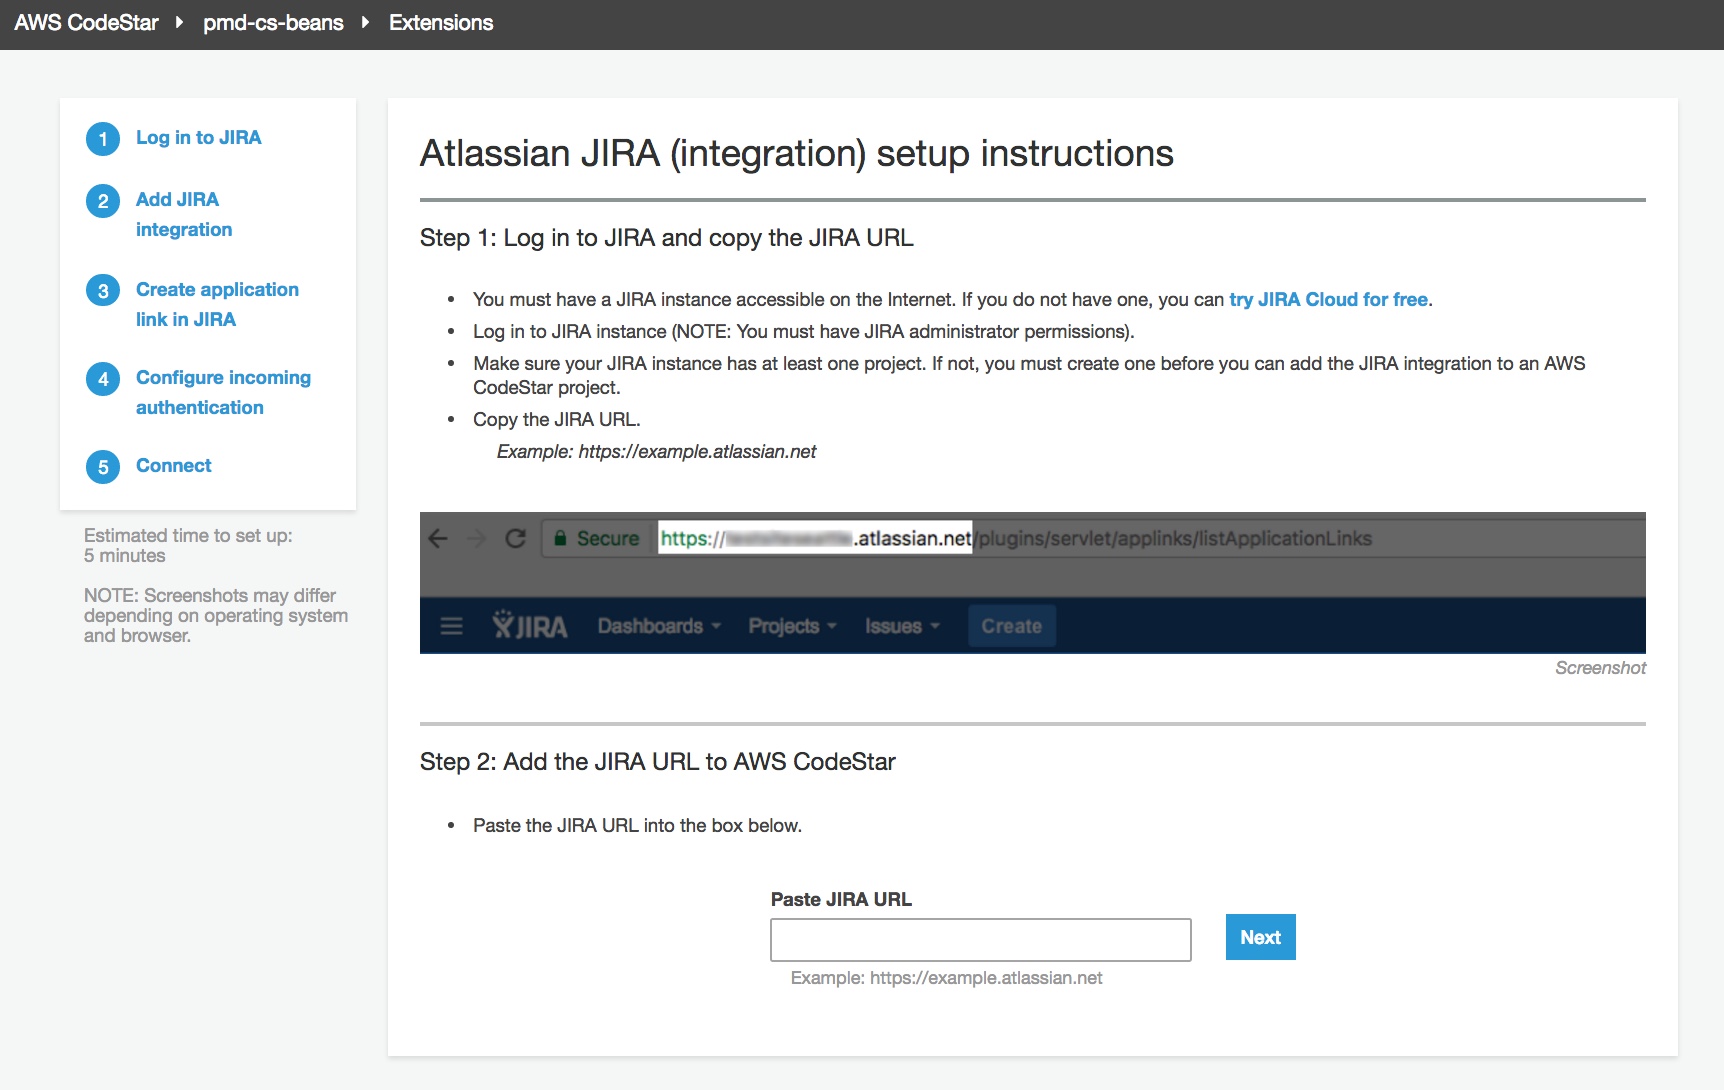 AWS CodeStar pmd-cs-beans Extensions
1 Log in to JIRA
2 Add JIRA
integration
3 Create application
link in JIRA
4 Configure incoming
authentication
5 Connect
Estimated time to set up:
5 minutes
NOTE: Screenshots may differ
depending on operating system
and browser.
Atlassian JIRA (integration) setup instructions
Step 1: Log in to JIRA and copy the JIRA URL
• You must have a JIRA instance accessible on the Internet. If you do not have one, you can try JIRA Cloud for free.
• Log in to JIRA instance (NOTE: You must have JIRA administrator permissions).
• Make sure your JIRA instance has at least one project. If not, you must create one before you can add the JIRA integration to an AWS
CodeStar project.
• Copy the JIRA URL.
Example: https://example.atlassian.net
Secure https:// .atlassian.net/plugins/servlet/applinks/listApplicationLinks
JIRA Dashboards Projects Issues Create
Screenshot
Step 2: Add the JIRA URL to AWS CodeStar
• Paste the JIRA URL into the box below.
Paste JIRA URL
Next
Example: https://example.atlassian.net